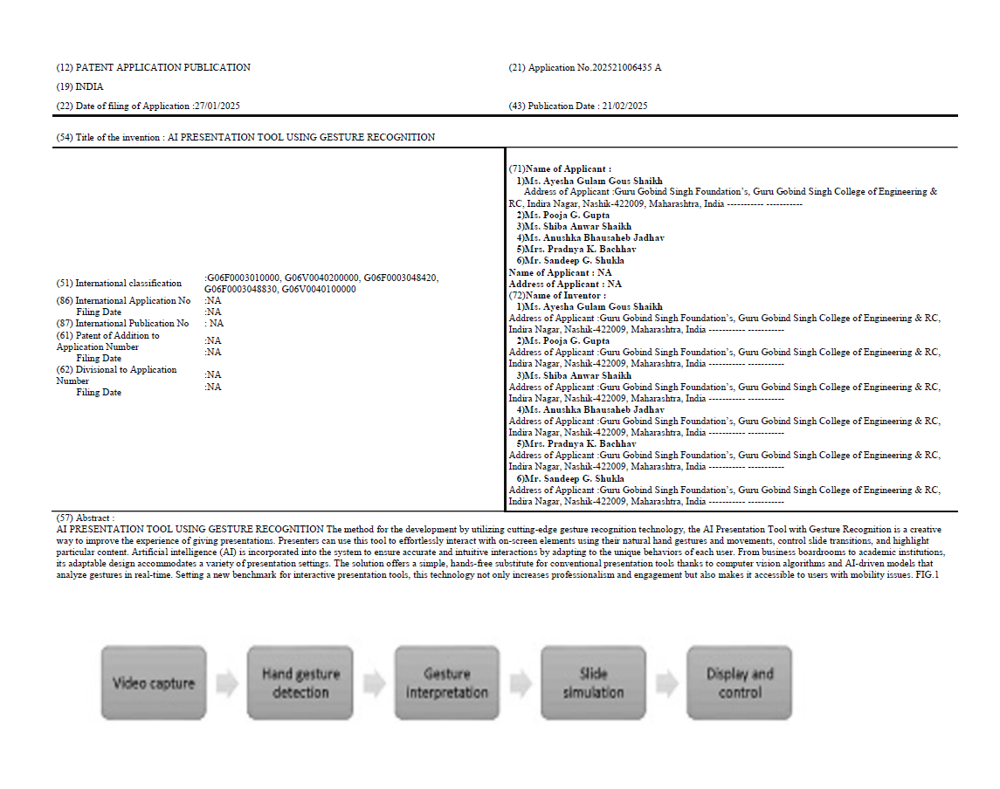 (12) PATENT APPLICATION PUBLICATION
(21) Application No.202521006435 A
(19) INDIA
(22) Date of filing of Application :27/01/2025
(43) Publication Date : 21/02/2025
(54) Title of the invention : AI PRESENTATION TOOL USING GESTURE RECOGNITION
(51) International classification
:G06F0003010000, G06V0040200000, G06F0003048420,
G06F0003048830, G06V0040100000
(86) International Application No :NA
Filing Date :NA
(87) International Publication No : NA
(61) Patent of Addition to
Application Number :NA
Filing Date :NA
(62) Divisional to Application
Number :NA
Filing Date :NA
(71)Name of Applicant :
1)Ms. Ayesha Gulam Gous Shaikh
Address of Applicant :Guru Gobind Singh Foundation's, Guru Gobind Singh College of Engineering &
RC, Indira Nagar, Nashik-422009, Maharashtra, India ----------- -----------
2)Ms. Pooja G. Gupta
3)Ms. Shiba Anwar Shaikh
4)Ms. Anushka Bhausaheb Jadhav
5)Mrs. Pradnya K. Bachhav
6)Mr. Sandeep G. Shukla
Name of Applicant : NA
Address of Applicant : NA
(72)Name of Inventor :
1)Ms. Ayesha Gulam Gous Shaikh
Address of Applicant :Guru Gobind Singh Foundation's, Guru Gobind Singh College of Engineering & RC,
Indira Nagar, Nashik-422009, Maharashtra, India ----------- -----------
2)Ms. Pooja G. Gupta
Address of Applicant :Guru Gobind Singh Foundation's, Guru Gobind Singh College of Engineering & RC,
Indira Nagar, Nashik-422009, Maharashtra, India ----------- -----------
3)Ms. Shiba Anwar Shaikh
Address of Applicant :Guru Gobind Singh Foundation's, Guru Gobind Singh College of Engineering & RC,
Indira Nagar, Nashik-422009, Maharashtra, India ----------- -----------
4)Ms. Anushka Bhausaheb Jadhav
Address of Applicant :Guru Gobind Singh Foundation's, Guru Gobind Singh College of Engineering & RC,
Indira Nagar, Nashik-422009, Maharashtra, India ----------- -----------
5)Mrs. Pradnya K. Bachhav
Address of Applicant :Guru Gobind Singh Foundation's, Guru Gobind Singh College of Engineering & RC,
Indira Nagar, Nashik-422009, Maharashtra, India ----------- -----------
6)Mr. Sandeep G. Shukla
Address of Applicant :Guru Gobind Singh Foundation's, Guru Gobind Singh College of Engineering & RC,
Indira Nagar, Nashik-422009, Maharashtra, India ----------- -----------
(57) Abstract :
AI PRESENTATION TOOL USING GESTURE RECOGNITION The method for the development by utilizing cutting-edge gesture recognition technology, the AI Presentation Tool with Gesture Recognition is a creative
way to improve the experience of giving presentations. Presenters can use this tool to effortlessly interact with on-screen elements using their natural hand gestures and movements, control slide transitions, and highlight
particular content. Artificial intelligence (AI) is incorporated into the system to ensure accurate and intuitive interactions by adapting to the unique behaviors of each user. From business boardrooms to academic institutions,
its adaptable design accommodates a variety of presentation settings. The solution offers a simple, hands-free substitute for conventional presentation tools thanks to computer vision algorithms and AI-driven models that
analyze gestures in real-time. Setting a new benchmark for interactive presentation tools, this technology not only increases professionalism and engagement but also makes it accessible to users with mobility issues. FIG.1
Video capture
Hand gesture
detection
Gesture
interpretation
Slide
simulation
Display and
control